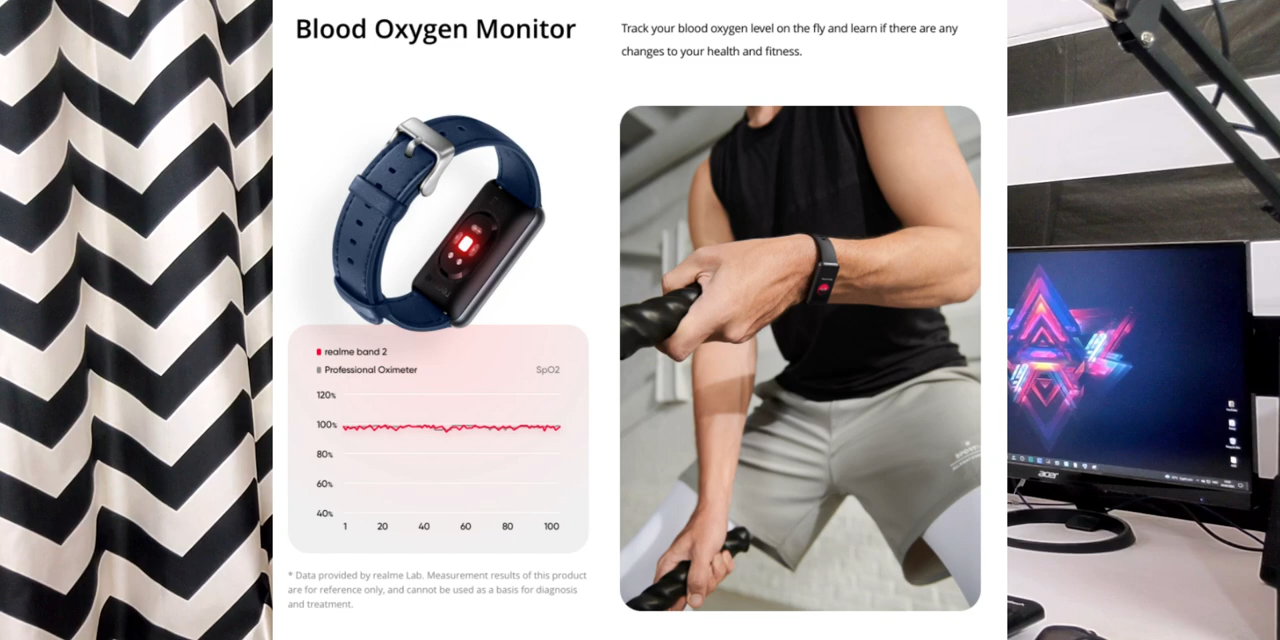 Blood Oxygen Monitor
Track your blood oxygen level on the fly and learn if there are any
changes to your health and fitness.
realme band 2
Professional Oximeter
SpO2
120%
100%
80%
60%
40%
1 20 40 60 80 100
* Data provided by realme Lab. Measurement results of this product
are for reference only, and cannot be used as a basis for diagnosis
and treatment.
acer